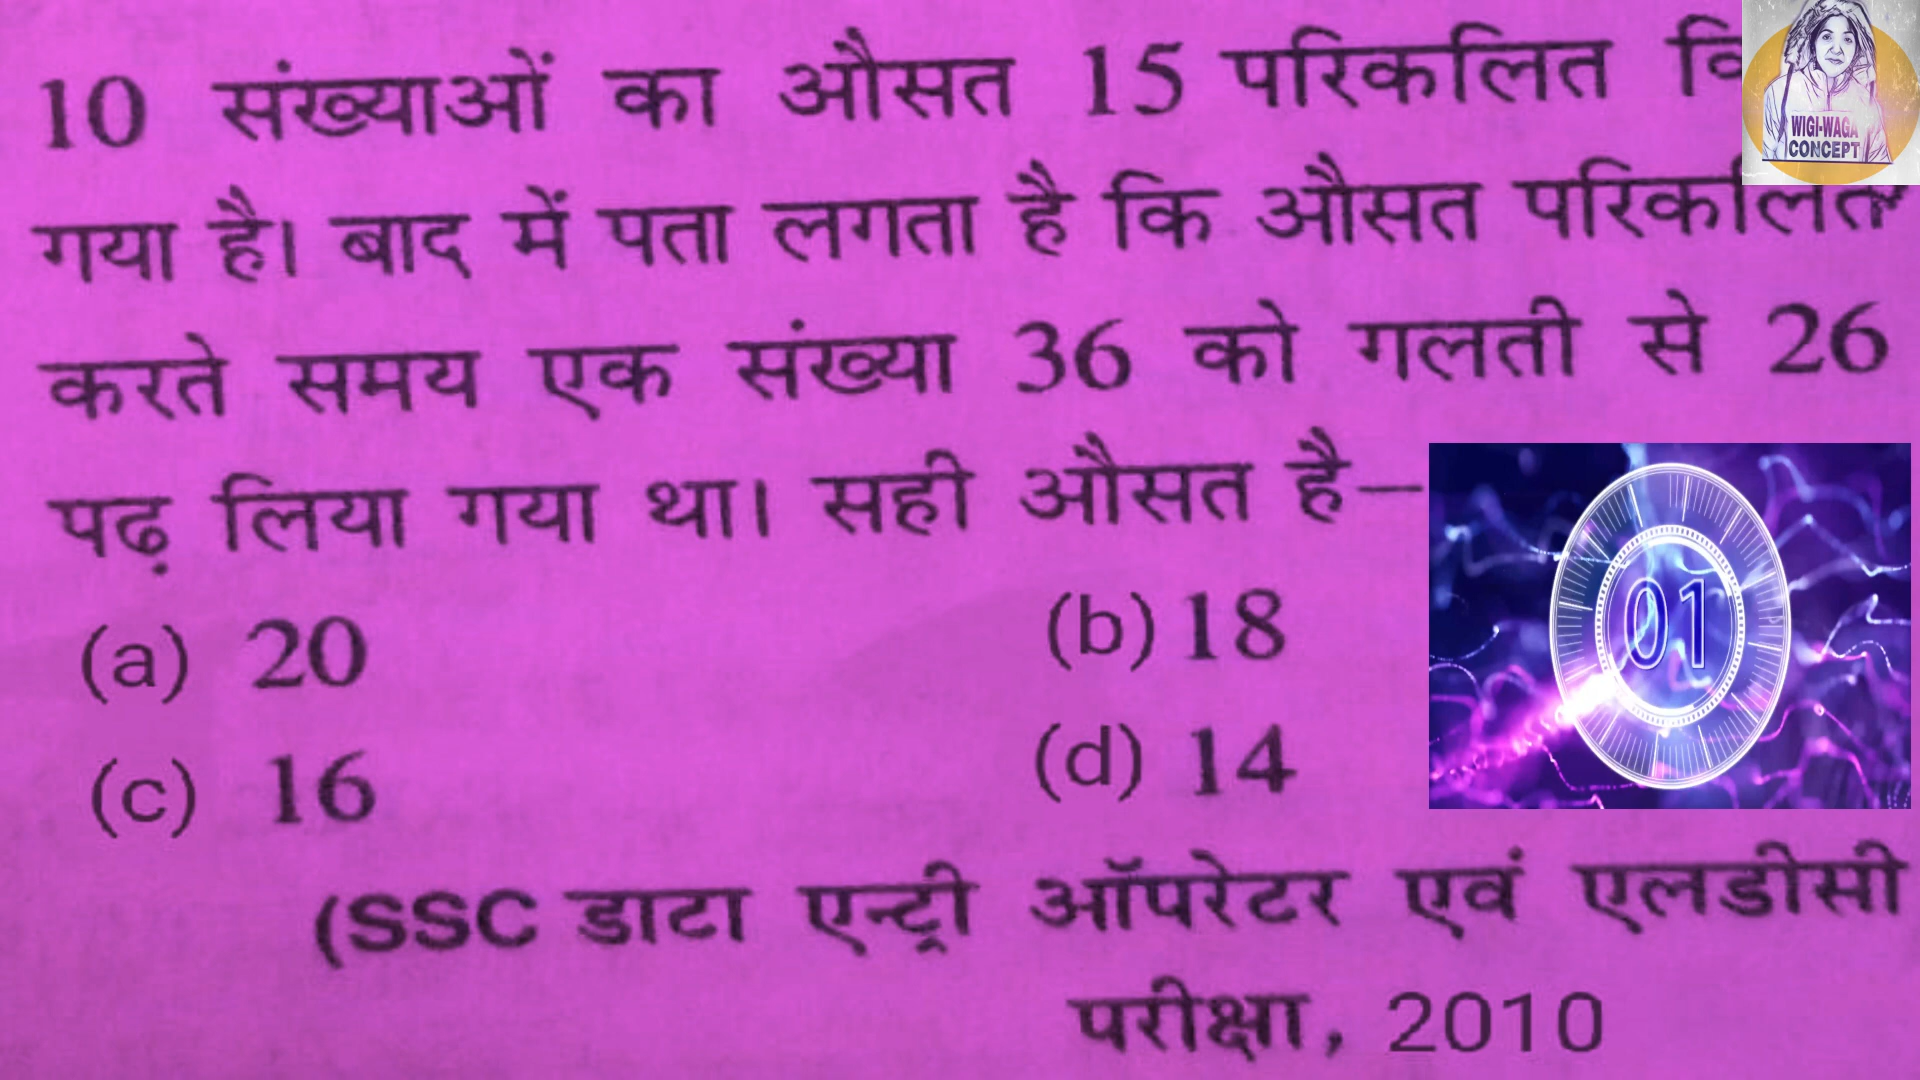 10 संख्याओं का औसत 15 परिकलित
गया है। बाद में पता लगता है कि औसत परिकलित
करते समय एक संख्या 36 को गलती से 26
पढ़ लिया गया था। सही औसत है—
(a) 20 (b) 18
(c) 16 (d) 14
(SSC डाटा एन्ट्री ऑपरेटर एवं एलडीसी
परीक्षा, 2010
WIGI-WAGA
CONCEPT
01